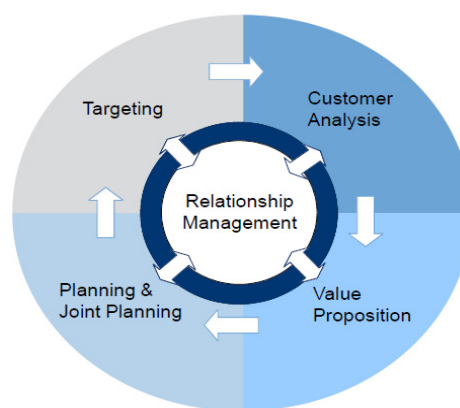 Targeting
Customer
Analysis
Relationship
Management
Planning &
Joint Planning
Value
Proposition